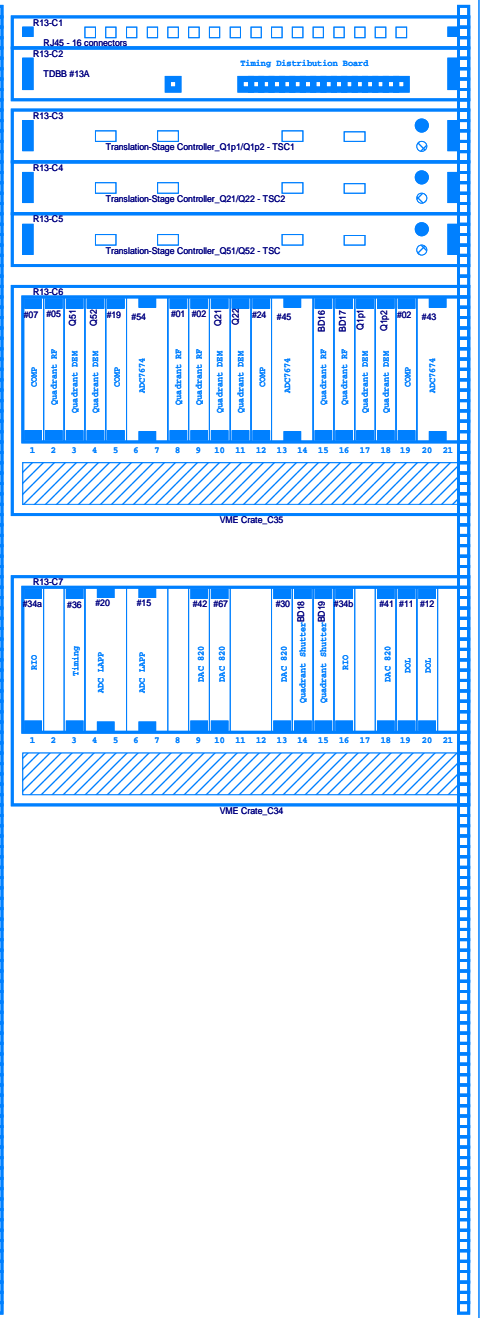 R13-C1
RJ45 - 16 connectors
R13-C2
Timing Distribution Board
TDBB #13A
R13-C3
Translation-Stage Controller_Q1p1/Q1p2 - TSC1
R13-C4
Translation-Stage Controller_Q21/Q22 - TSC2
R13-C5
Translation-Stage Controller_Q51/Q52 - TSC
R13-C6
#07 #05 Q51 Q52 #19 #54 #01 #02 Q21 Q22 #24 #45 BD16 BD17 Q1p1 Q1p2 #02 #43
COMP Quadrant RF Quadrant DEM Quadrant DEM COMP ADC7674 Quadrant RF Quadrant RF Quadrant DEM Quadrant DEM COMP ADC7674 Quadrant RF Quadrant RF Quadrant DEM Quadrant DEM COMP ADC7674
1 2 3 4 5 6 7 8 9 10 11 12 13 14 15 16 17 18 19 20 21
VME Crate_C35
R13-C7
#34a #36 #20 #15 #42 #67 #30 BD18 BD19 #34b #41 #11 #12
RIO Timing ADC LAPP ADC LAPP DAC 820 DAC 820 DAC 820 Quadrant Shutter Quadrant Shutter RIO DAC 820 DOL DOL
1 2 3 4 5 6 7 8 9 10 11 12 13 14 15 16 17 18 19 20 21
VME Crate_C34